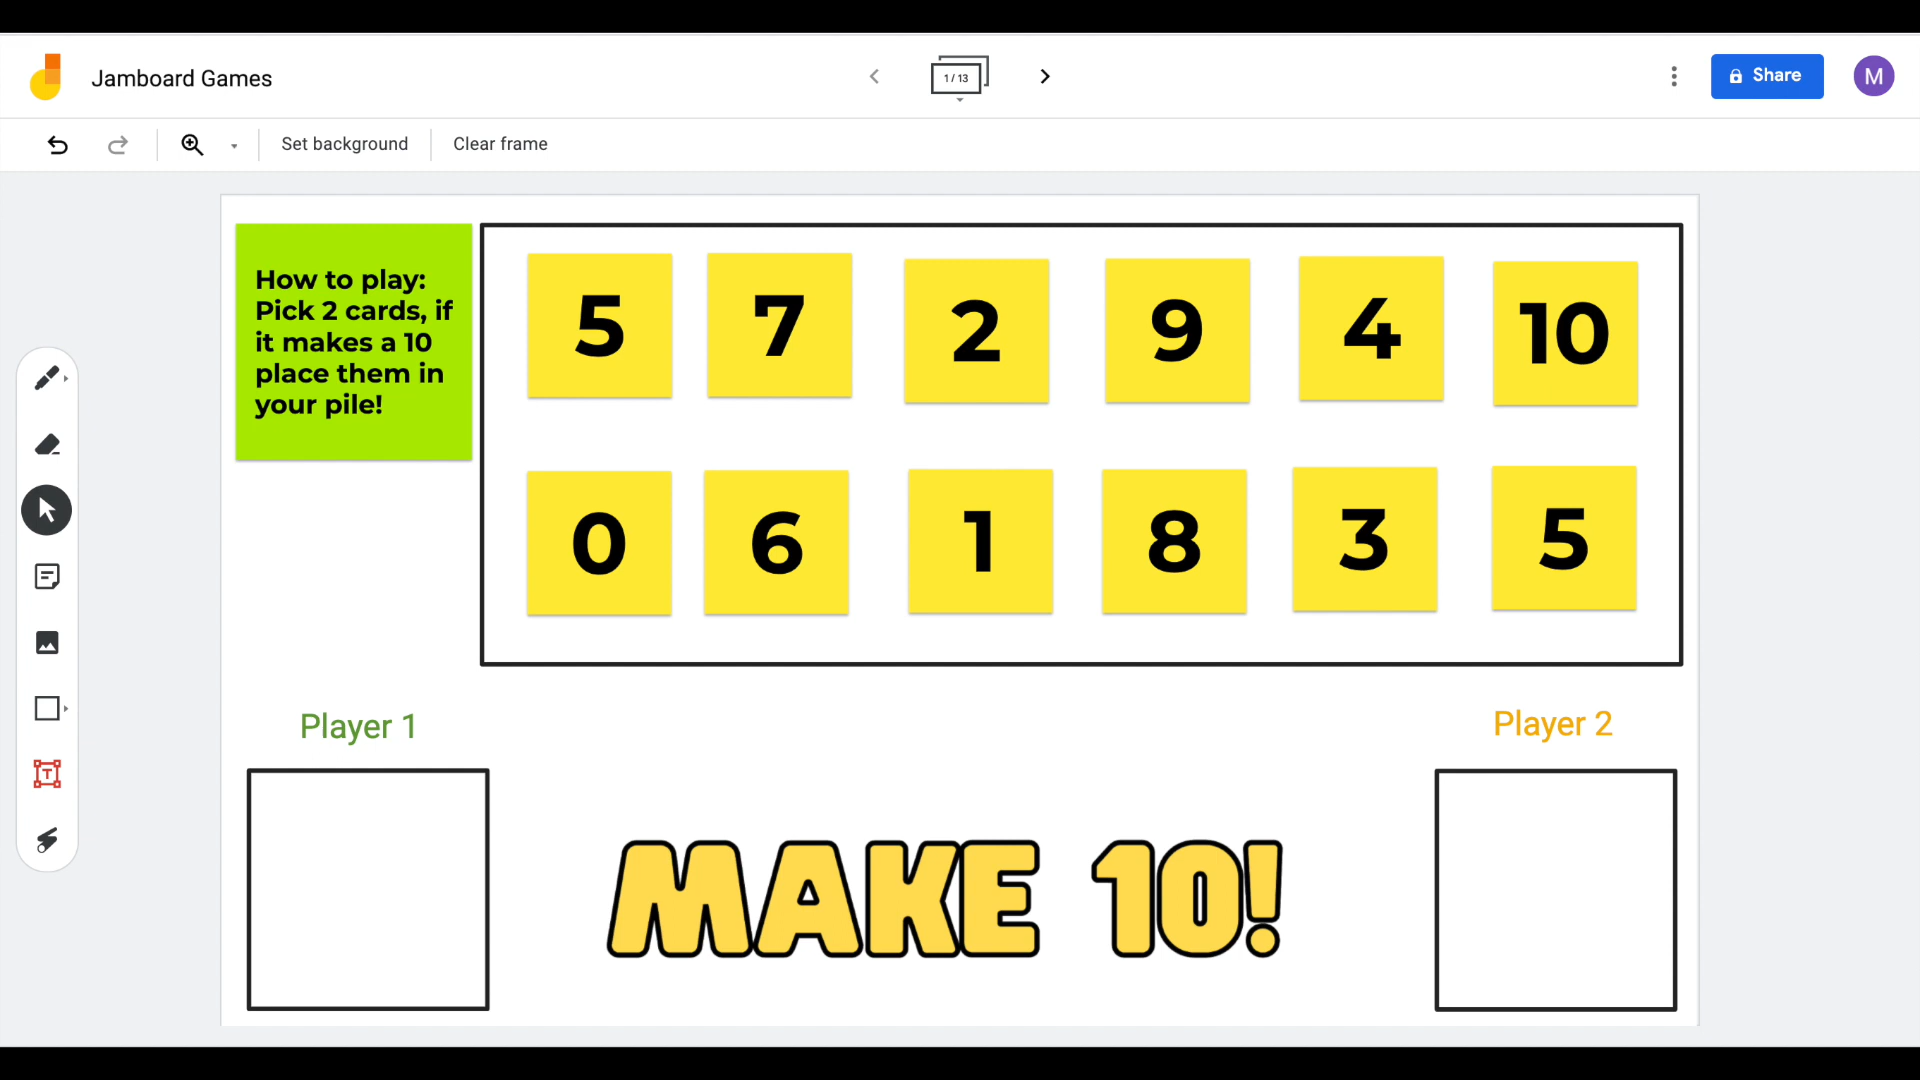 Jamboard Games
1 / 13
Share
M
Set background
Clear frame
How to play:
Pick 2 cards, if
it makes a 10
place them in
your pile!
5 7 2 9 4 10
0 6 1 8 3 5
T
Player 1
Player 2
MAKE 10!